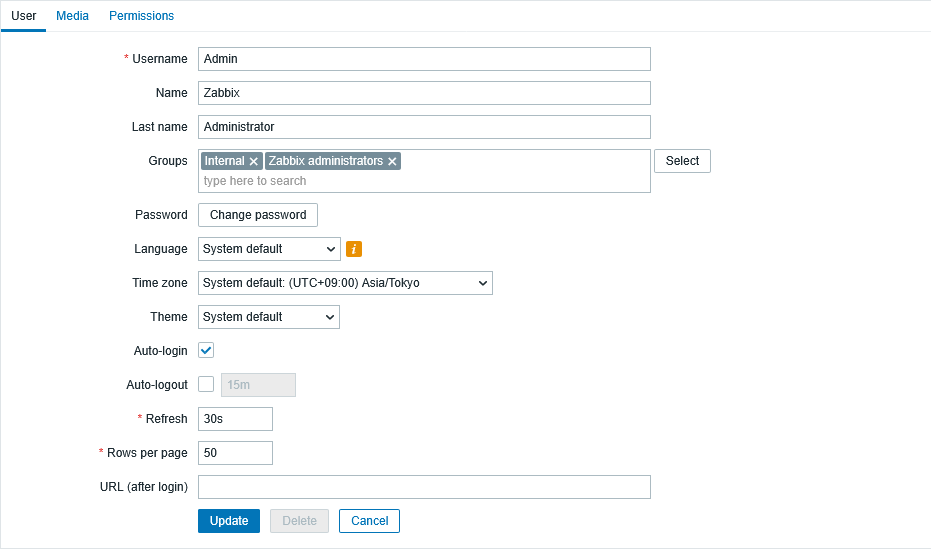 User Media Permissions
* Username Admin
Name Zabbix
Last name Administrator
Groups Internal Zabbix administrators Select
type here to search
Password Change password
Language System default i
Time zone System default: (UTC+09:00) Asia/Tokyo
Theme System default
Auto-login
Auto-logout 15m
* Refresh 30s
* Rows per page 50
URL (after login)
Update Delete Cancel